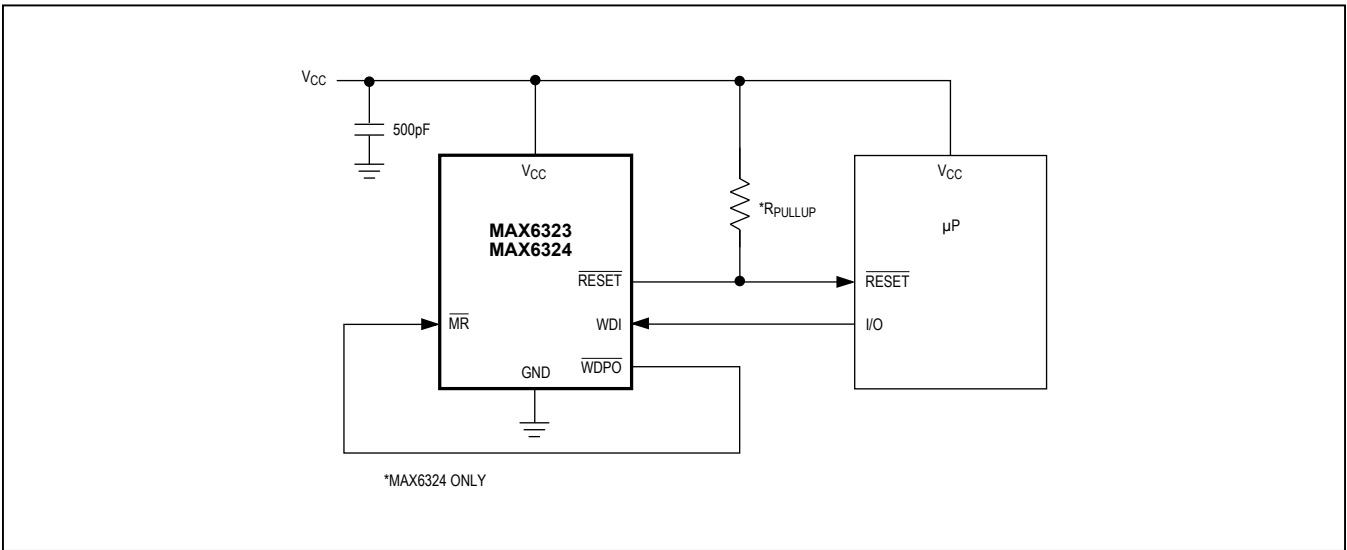 VCC
500pF
VCC
MAX6323
MAX6324
RESET
MR
WDI
WDPO
GND
*RPULLUP
VCC
µP
RESET
I/O
*MAX6324 ONLY